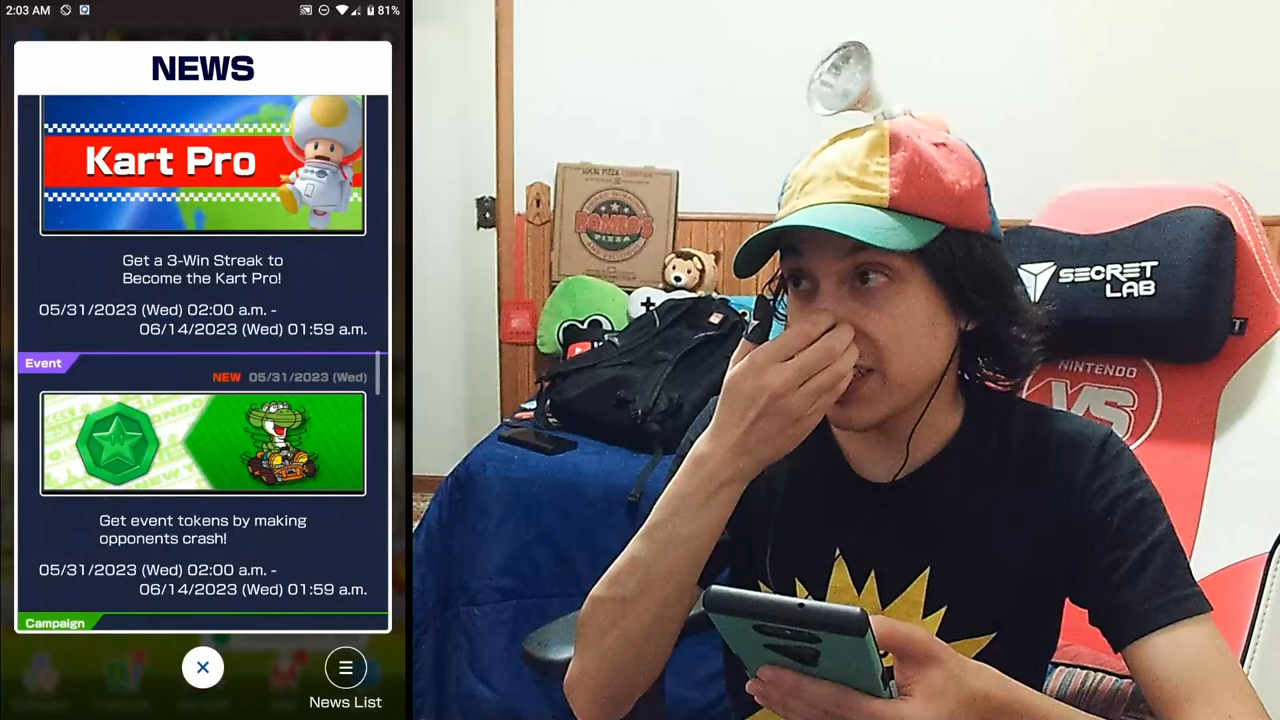 2:03 AM
81%
NEWS
Kart Pro
Get a 3-Win Streak to
Become the Kart Pro!
05/31/2023 (Wed) 02:00 a.m. -
06/14/2023 (Wed) 01:59 a.m.
Event
NEW 05/31/2023 (Wed)
Get event tokens by making
opponents crash!
05/31/2023 (Wed) 02:00 a.m. -
06/14/2023 (Wed) 01:59 a.m.
Campaign
News List
ROMEO'S
PIZZA
SECRET
LAB
NINTENDO
VS